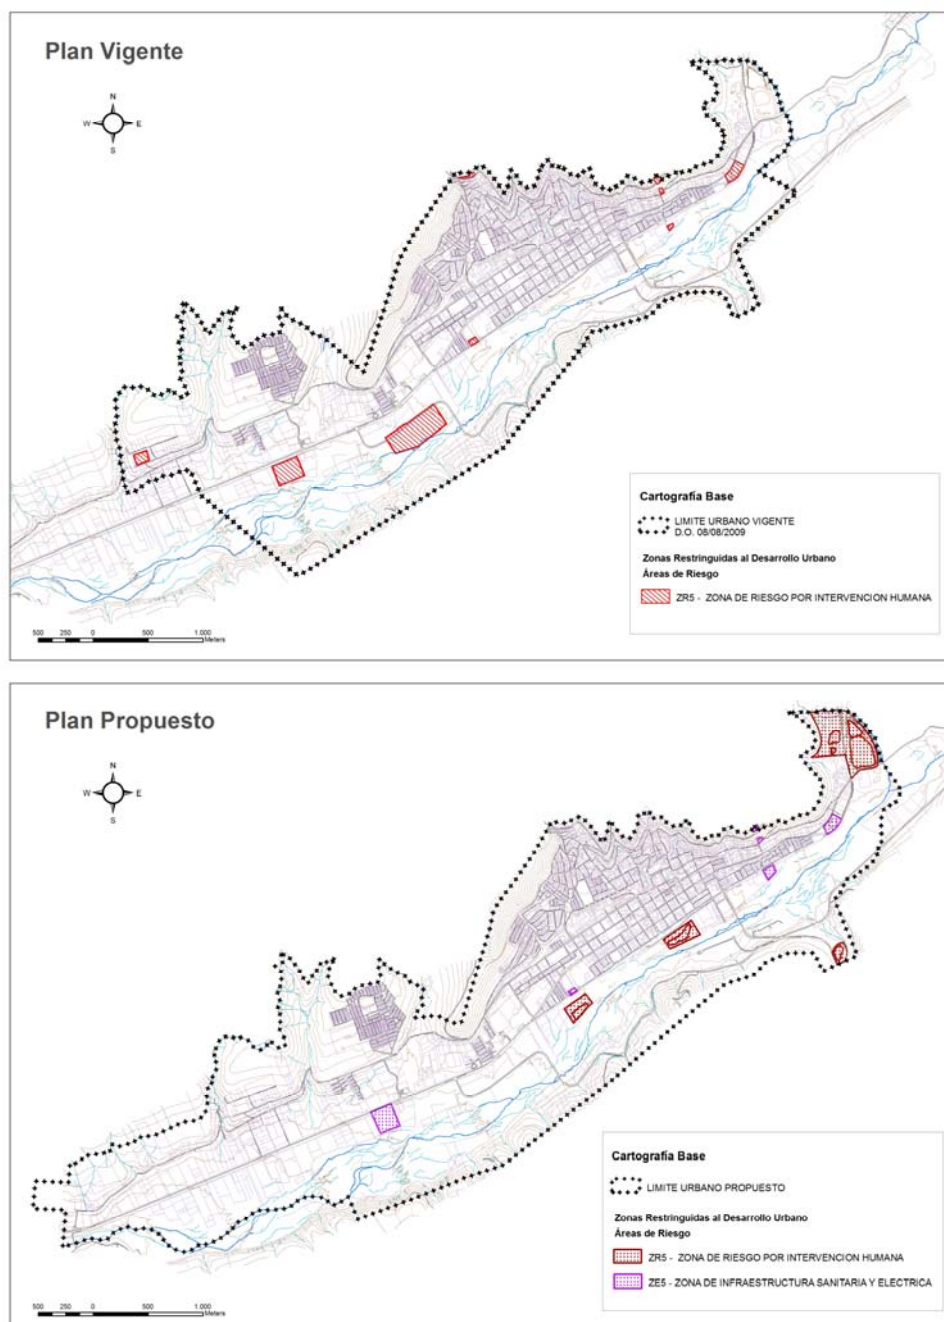 Plan Vigente
N
W E
S
Cartografía Base
LIMITE URBANO VIGENTE
D.O. 08/08/2009
Zonas Restringuidas al Desarrollo Urbano
Áreas de Riesgo
ZR5 - ZONA DE RIESGO POR INTERVENCION HUMANA
500 250 0 500 1.000
Meters
Plan Propuesto
N
W E
S
Cartografía Base
LIMITE URBANO PROPUESTO
Zonas Restringuidas al Desarrollo Urbano
Áreas de Riesgo
ZR5 - ZONA DE RIESGO POR INTERVENCION HUMANA
ZE5 - ZONA DE INFRAESTRUCTURA SANITARIA Y ELECTRICA
500 250 0 500 1.000
Meters